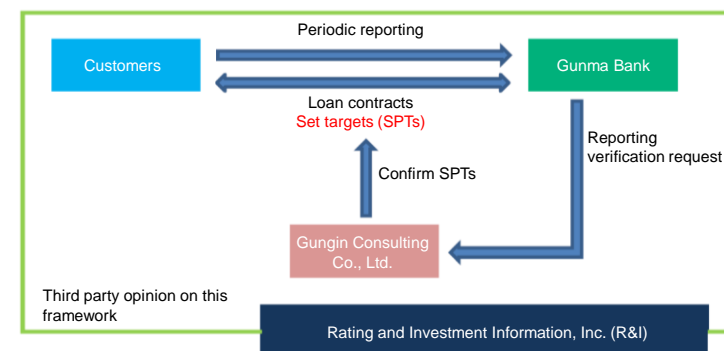 Periodic reporting
Customers
Gunma Bank
Loan contracts
Set targets (SPTs)
Reporting
verification request
Confirm SPTs
Gungin Consulting
Co., Ltd.
Third party opinion on this
framework
Rating and Investment Information, Inc. (R&I)